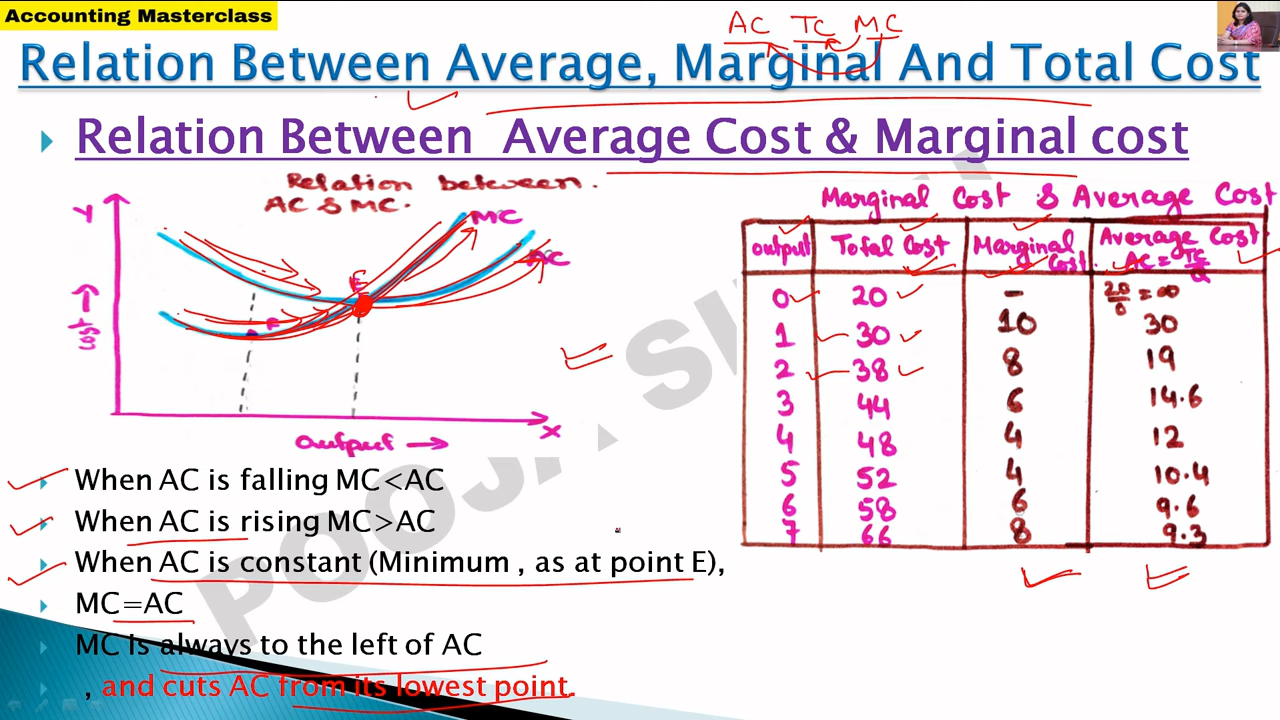 Accounting Masterclass
AC TC MC
Relation Between Average, Marginal And Total Cost
Relation Between Average Cost & Marginal cost
Relation between
AC & MC.
Y
MC
AC
E
P
Cost →
Output →
X
Marginal Cost & Average Cost
output Total Cost Marginal Cost Average Cost. AC = TC/Q
0 20 – 20/0 = ∞
1 30 10 30
2 38 8 19
3 44 6 14.6
4 48 4 12
5 52 4 10.4
6 58 6 9.6
7 66 8 9.3
When AC is falling MC<AC
When AC is rising MC>AC
When AC is constant (Minimum , as at point E),
MC=AC
MC is always to the left of AC
, and cuts AC from its lowest point.